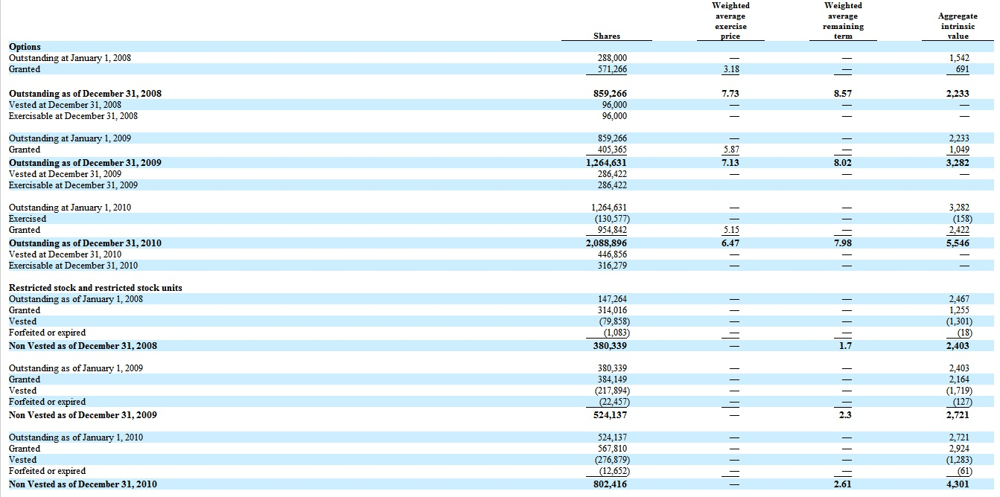 Weighted average exercise price Weighted average remaining term Aggregate intrinsic value
Shares
Options
Outstanding at January 1, 2008 288,000 — — 1,542
Granted 571,266 3.18 — 691
Outstanding as of December 31, 2008 859,266 7.73 8.57 2,233
Vested at December 31, 2008 96,000 — — —
Exercisable at December 31, 2008 96,000 — — —
Outstanding at January 1, 2009 859,266 — — 2,233
Granted 405,365 5.87 — 1,049
Outstanding as of December 31, 2009 1,264,631 7.13 8.02 3,282
Vested at December 31, 2009 286,422 — — —
Exercisable at December 31, 2009 286,422
Outstanding at January 1, 2010 1,264,631 — — 3,282
Exercised (130,577) — — (158)
Granted 954,842 5.15 — 2,422
Outstanding as of December 31, 2010 2,088,896 6.47 7.98 5,546
Vested at December 31, 2010 446,856 — — —
Exercisable at December 31, 2010 316,279 — — —
Restricted stock and restricted stock units
Outstanding as of January 1, 2008 147,264 — — 2,467
Granted 314,016 — — 1,255
Vested (79,858) — — (1,301)
Forfeited or expired (1,083) — — (18)
Non Vested as of December 31, 2008 380,339 — 1.7 2,403
Outstanding as of January 1, 2009 380,339 — — 2,403
Granted 384,149 — — 2,164
Vested (217,894) — — (1,719)
Forfeited or expired (22,457) — — (127)
Non Vested as of December 31, 2009 524,137 — 2.3 2,721
Outstanding as of January 1, 2010 524,137 — — 2,721
Granted 567,810 — — 2,924
Vested (276,879) — — (1,283)
Forfeited or expired (12,652) — — (61)
Non Vested as of December 31, 2010 802,416 — 2.61 4,301